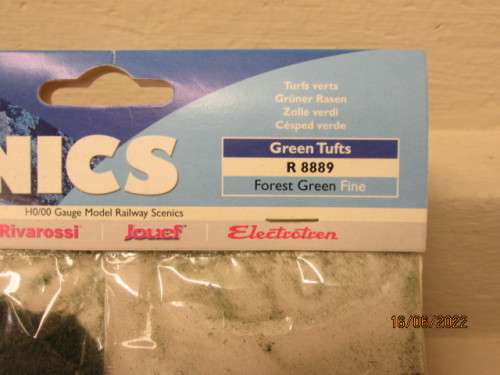 Turfs verts
Grüner Rasen
Zolle verdi
Césped verde
NICS
Green Tufts
R 8889
Forest Green Fine
H0/00 Gauge Model Railway Scenics
Rivarossi
Jouef
Electrotren
16/06/2022